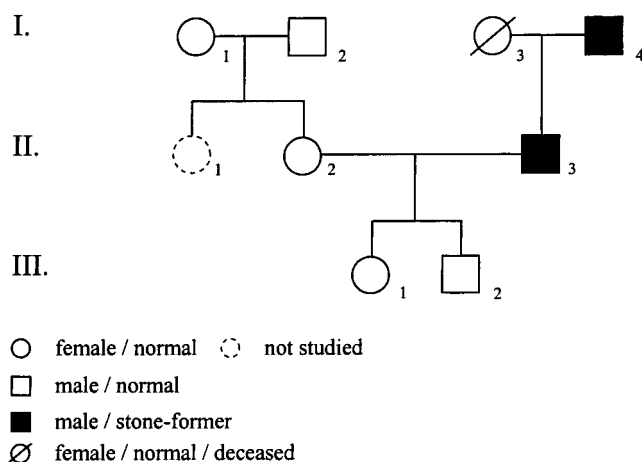 I.
1
2
3
4
II.
1
2
3
III.
1
2
female / normal
not studied
male / normal
male / stone-former
female / normal / deceased